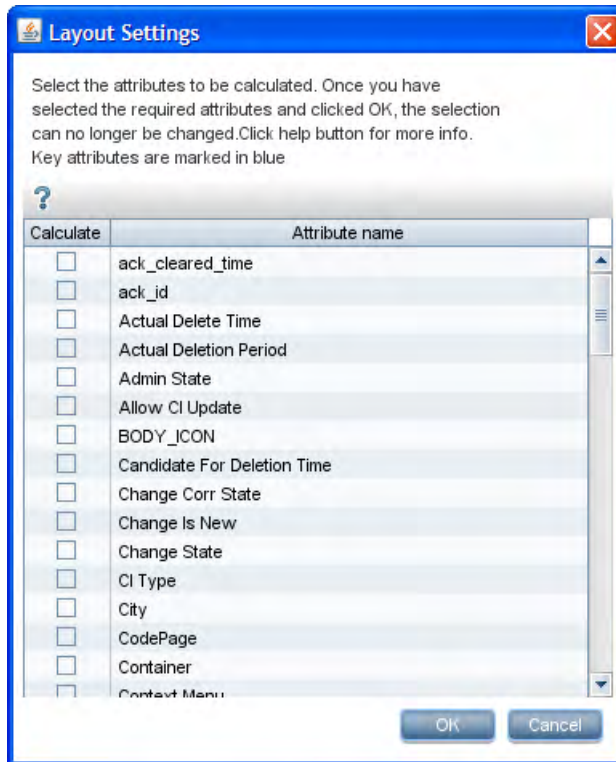 Layout Settings
Select the attributes to be calculated. Once you have
selected the required attributes and clicked OK, the selection
can no longer be changed.Click help button for more info.
Key attributes are marked in blue
?
Calculate Attribute name
ack_cleared_time
ack_id
Actual Delete Time
Actual Deletion Period
Admin State
Allow CI Update
BODY_ICON
Candidate For Deletion Time
Change Corr State
Change Is New
Change State
CI Type
City
CodePage
Container
Context Menu
OK Cancel